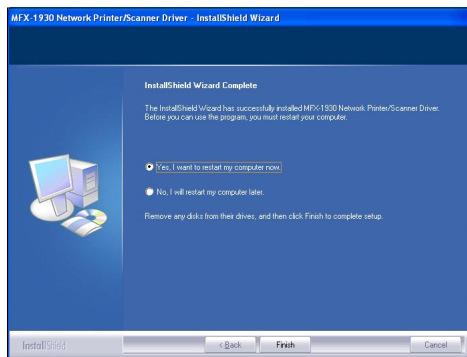 MFX-1930 Network Printer/Scanner Driver - InstallShield Wizard
InstallShield Wizard Complete
The InstallShield Wizard has successfully installed MFX-1930 Network Printer/Scanner Driver.
Before you can use the program, you must restart your computer.
Yes, I want to restart my computer now.
No, I will restart my computer later.
Remove any disks from their drives, and then click Finish to complete setup.
InstallShield
< Back
Finish
Cancel